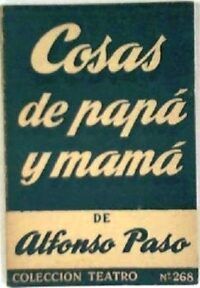 Cosas
de papá
y mamá
DE
Alfonso Paso
COLECCION TEATRO Nº 268